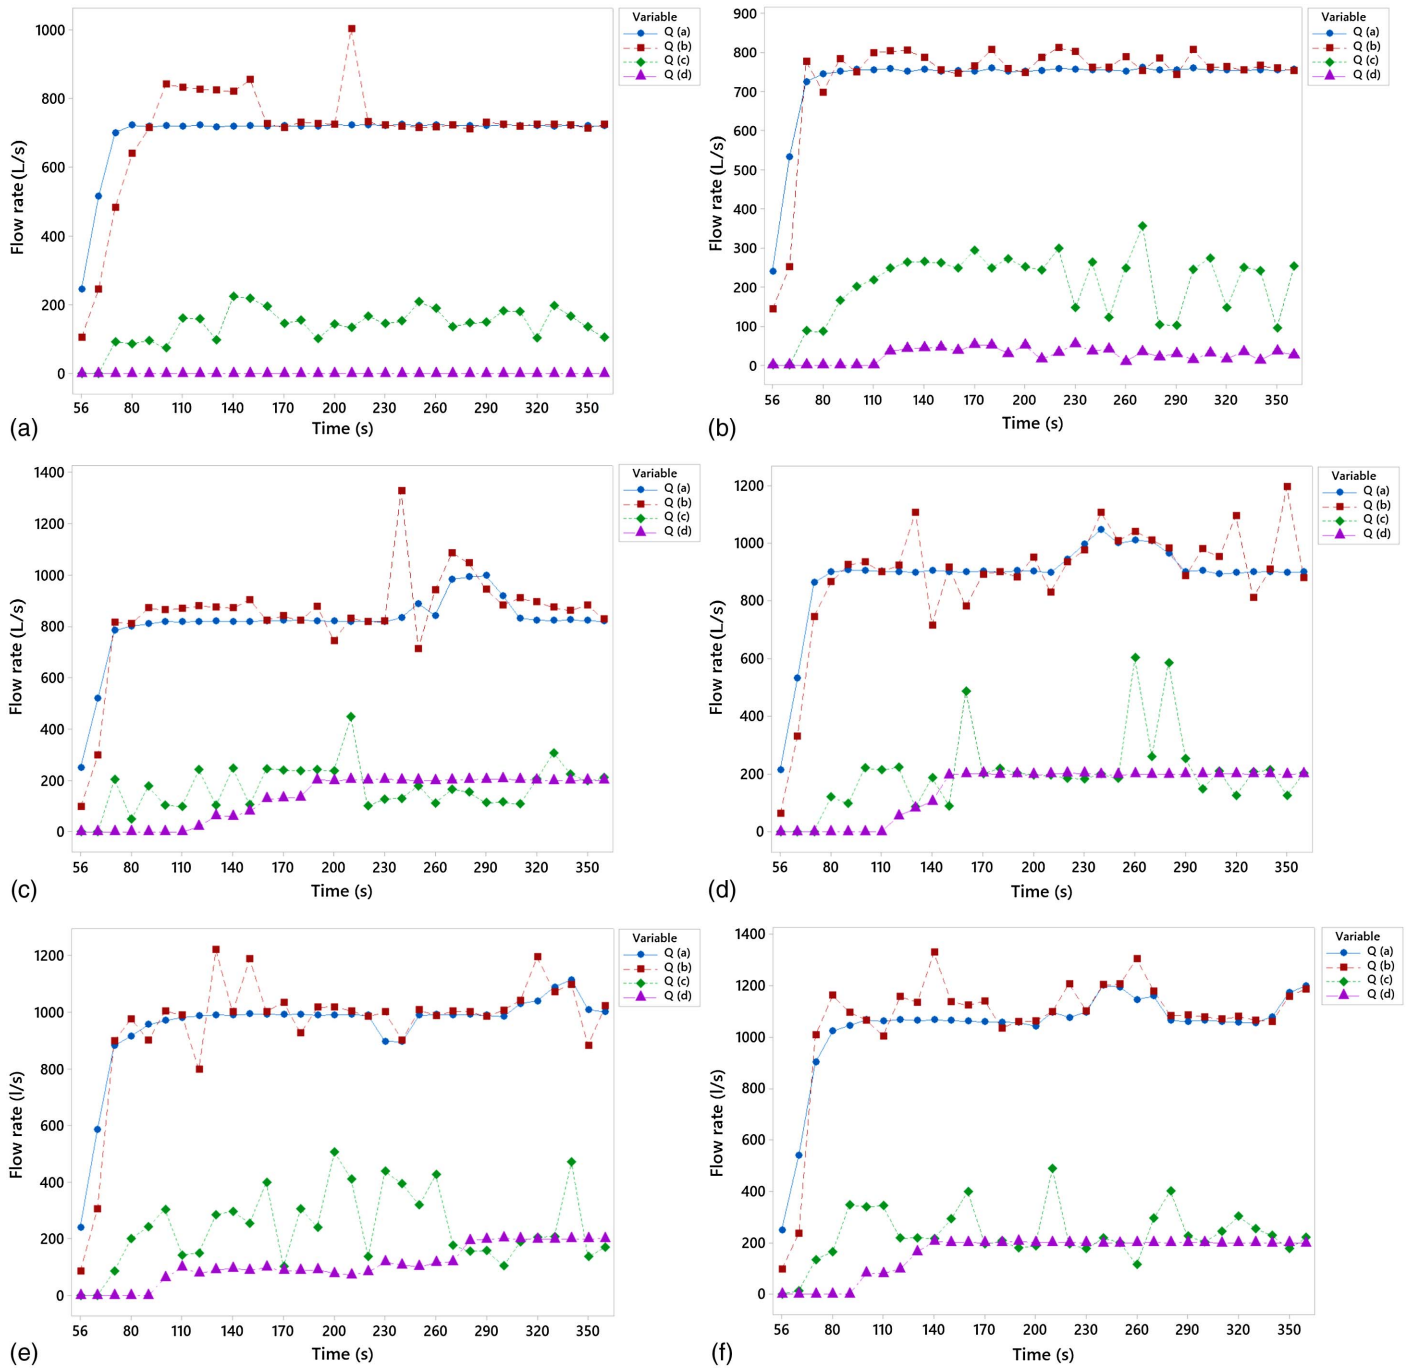 Variable
Q (a)
Q (b)
Q (c)
Q (d)
1000
800
600
400
200
0
Flow rate (L/s)
56 80 110 140 170 200 230 260 290 320 350
Time (s)
(a)
Variable
Q (a)
Q (b)
Q (c)
Q (d)
900
800
700
600
500
400
300
200
100
0
Flow rate (L/s)
56 80 110 140 170 200 230 260 290 320 350
Time (s)
(b)
Variable
Q (a)
Q (b)
Q (c)
Q (d)
1400
1200
1000
800
600
400
200
0
Flow rate (L/s)
56 80 110 140 170 200 230 260 290 320 350
Time (s)
(c)
Variable
Q (a)
Q (b)
Q (c)
Q (d)
1200
1000
800
600
400
200
0
Flow rate (L/s)
56 80 110 140 170 200 230 260 290 320 350
Time (s)
(d)
Variable
Q (a)
Q (b)
Q (c)
Q (d)
1200
1000
800
600
400
200
0
Flow rate (l/s)
56 80 110 140 170 200 230 260 290 320 350
Time (s)
(e)
Variable
Q (a)
Q (b)
Q (c)
Q (d)
1400
1200
1000
800
600
400
200
0
Flow rate (l/s)
56 80 110 140 170 200 230 260 290 320 350
Time (s)
(f)